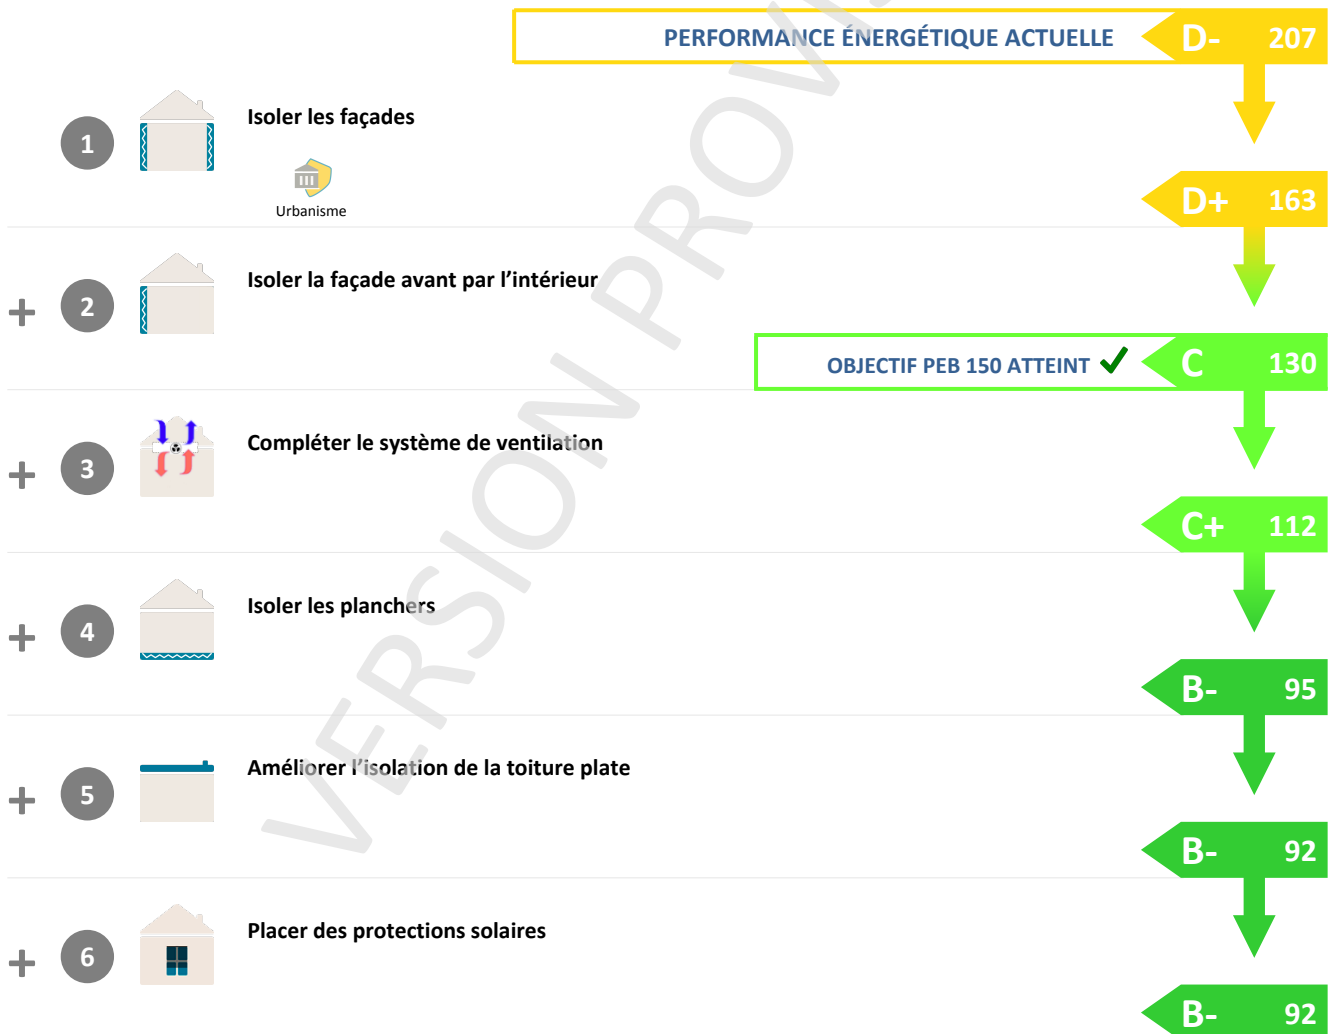 PERFORMANCE ÉNERGÉTIQUE ACTUELLE D- 207
1 Isoler les façades
Urbanisme
D+ 163
+ 2 Isoler la façade avant par l'intérieur
OBJECTIF PEB 150 ATTEINT C 130
+ 3 Compléter le système de ventilation
C+ 112
+ 4 Isoler les planchers
B- 95
+ 5 Améliorer l'isolation de la toiture plate
B- 92
+ 6 Placer des protections solaires
B- 92
VERSION PROVIS